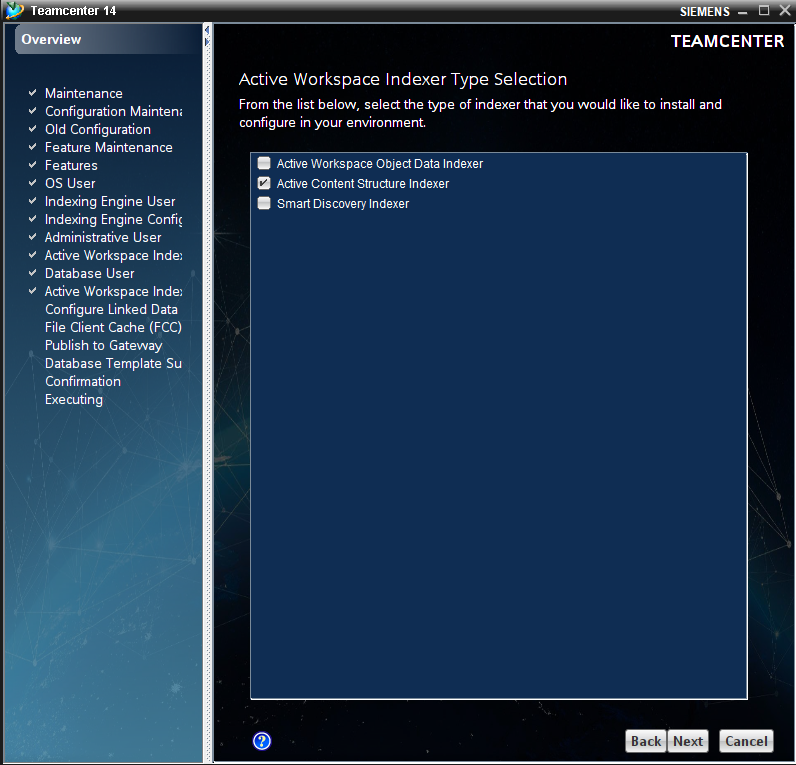 Teamcenter 14
SIEMENS
Overview
Maintenance
Configuration Maintena
Old Configuration
Feature Maintenance
Features
OS User
Indexing Engine User
Indexing Engine Config
Administrative User
Active Workspace Index
Database User
Active Workspace Index
Configure Linked Data
File Client Cache (FCC)
Publish to Gateway
Database Template Su
Confirmation
Executing
TEAMCENTER
Active Workspace Indexer Type Selection
From the list below, select the type of indexer that you would like to install and
configure in your environment.
Active Workspace Object Data Indexer
Active Content Structure Indexer
Smart Discovery Indexer
?
Back
Next
Cancel